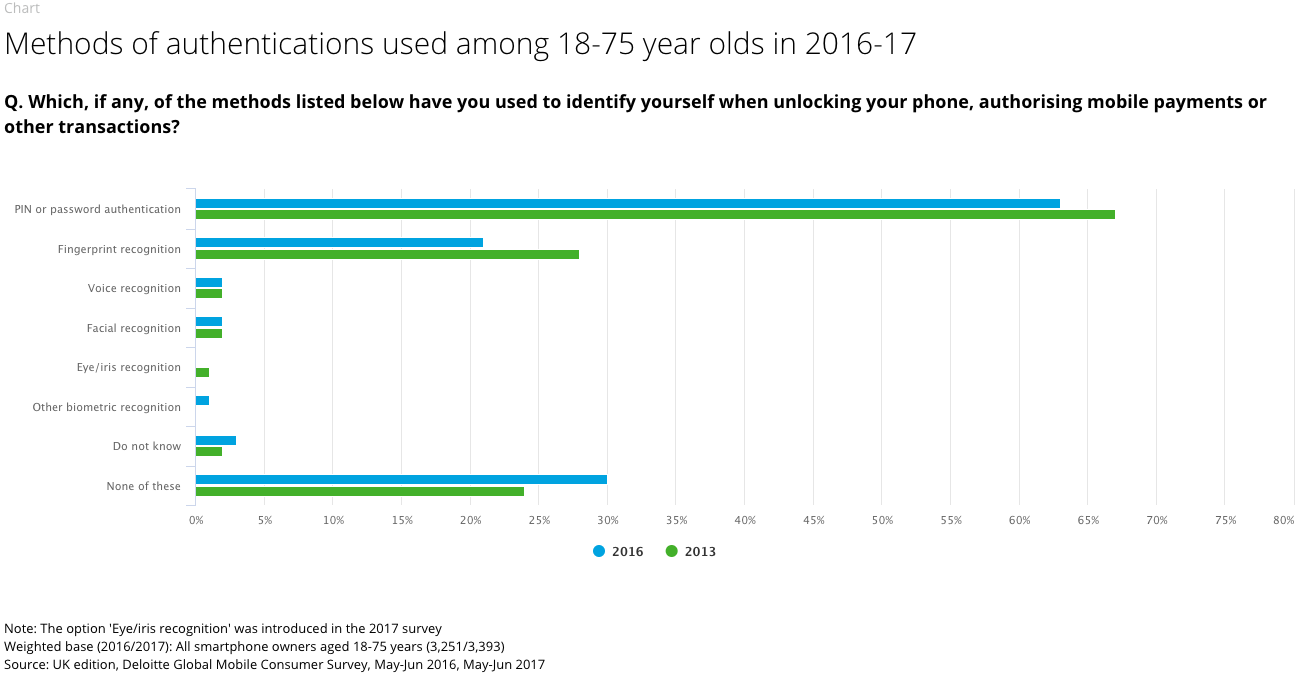 Chart
Methods of authentications used among 18-75 year olds in 2016-17
Q. Which, if any, of the methods listed below have you used to identify yourself when unlocking your phone, authorising mobile payments or
other transactions?
PIN or password authentication
Fingerprint recognition
Voice recognition
Facial recognition
Eye/iris recognition
Other biometric recognition
Do not know
None of these
0% 5% 10% 15% 20% 25% 30% 35% 40% 45% 50% 55% 60% 65% 70% 75% 80%
2016 2013
Note: The option 'Eye/iris recognition' was introduced in the 2017 survey
Weighted base (2016/2017): All smartphone owners aged 18-75 years (3,251/3,393)
Source: UK edition, Deloitte Global Mobile Consumer Survey, May-Jun 2016, May-Jun 2017